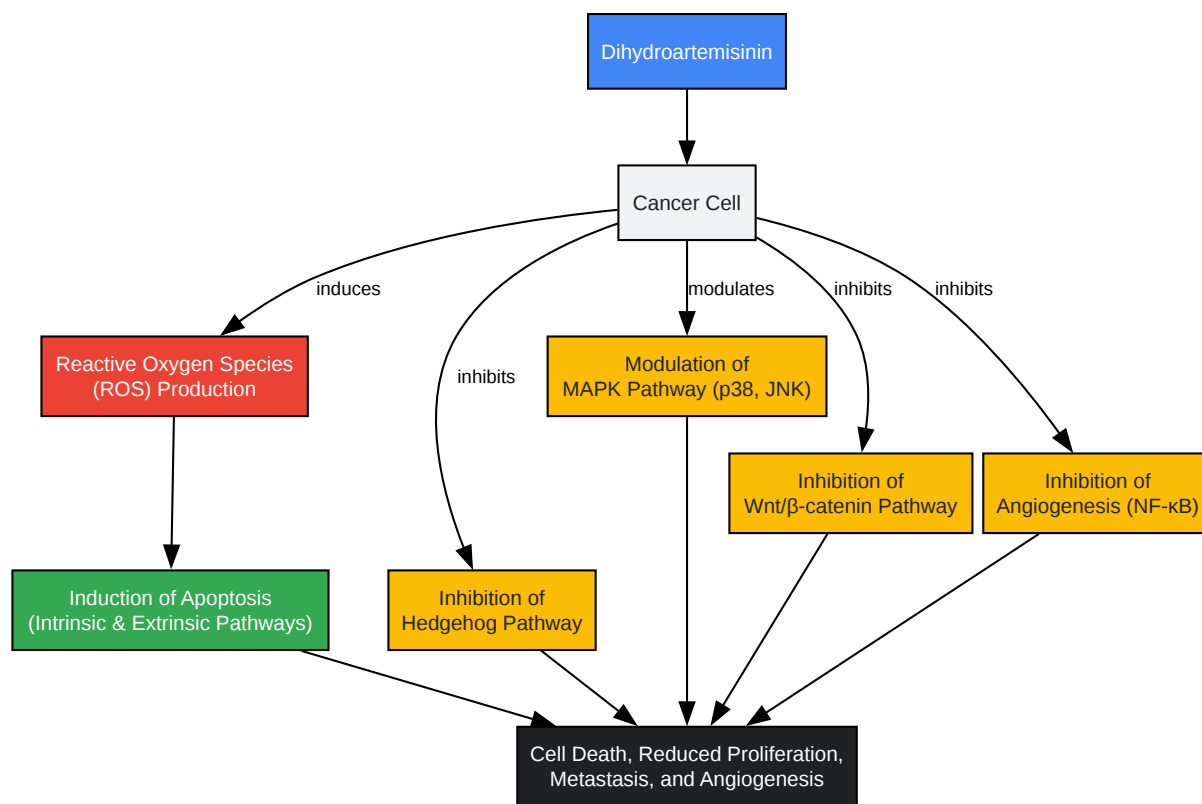 Dihydroartemisinin
Cancer Cell
induces
modulates
inhibits
inhibits
Reactive Oxygen Species
(ROS) Production
inhibits
Modulation of
MAPK Pathway (p38, JNK)
Inhibition of
Wnt/β-catenin Pathway
Inhibition of
Angiogenesis (NF-κB)
Induction of Apoptosis
(Intrinsic & Extrinsic Pathways)
Inhibition of
Hedgehog Pathway
Cell Death, Reduced Proliferation,
Metastasis, and Angiogenesis